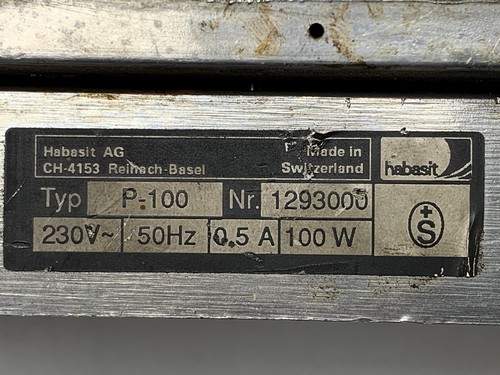 Habasit AG
CH-4153 Reinach-Basel
Made in
Switzerland
habasit
Typ P-100 Nr. 1293000
230V~ 50Hz 0.5 A 100 W
+S